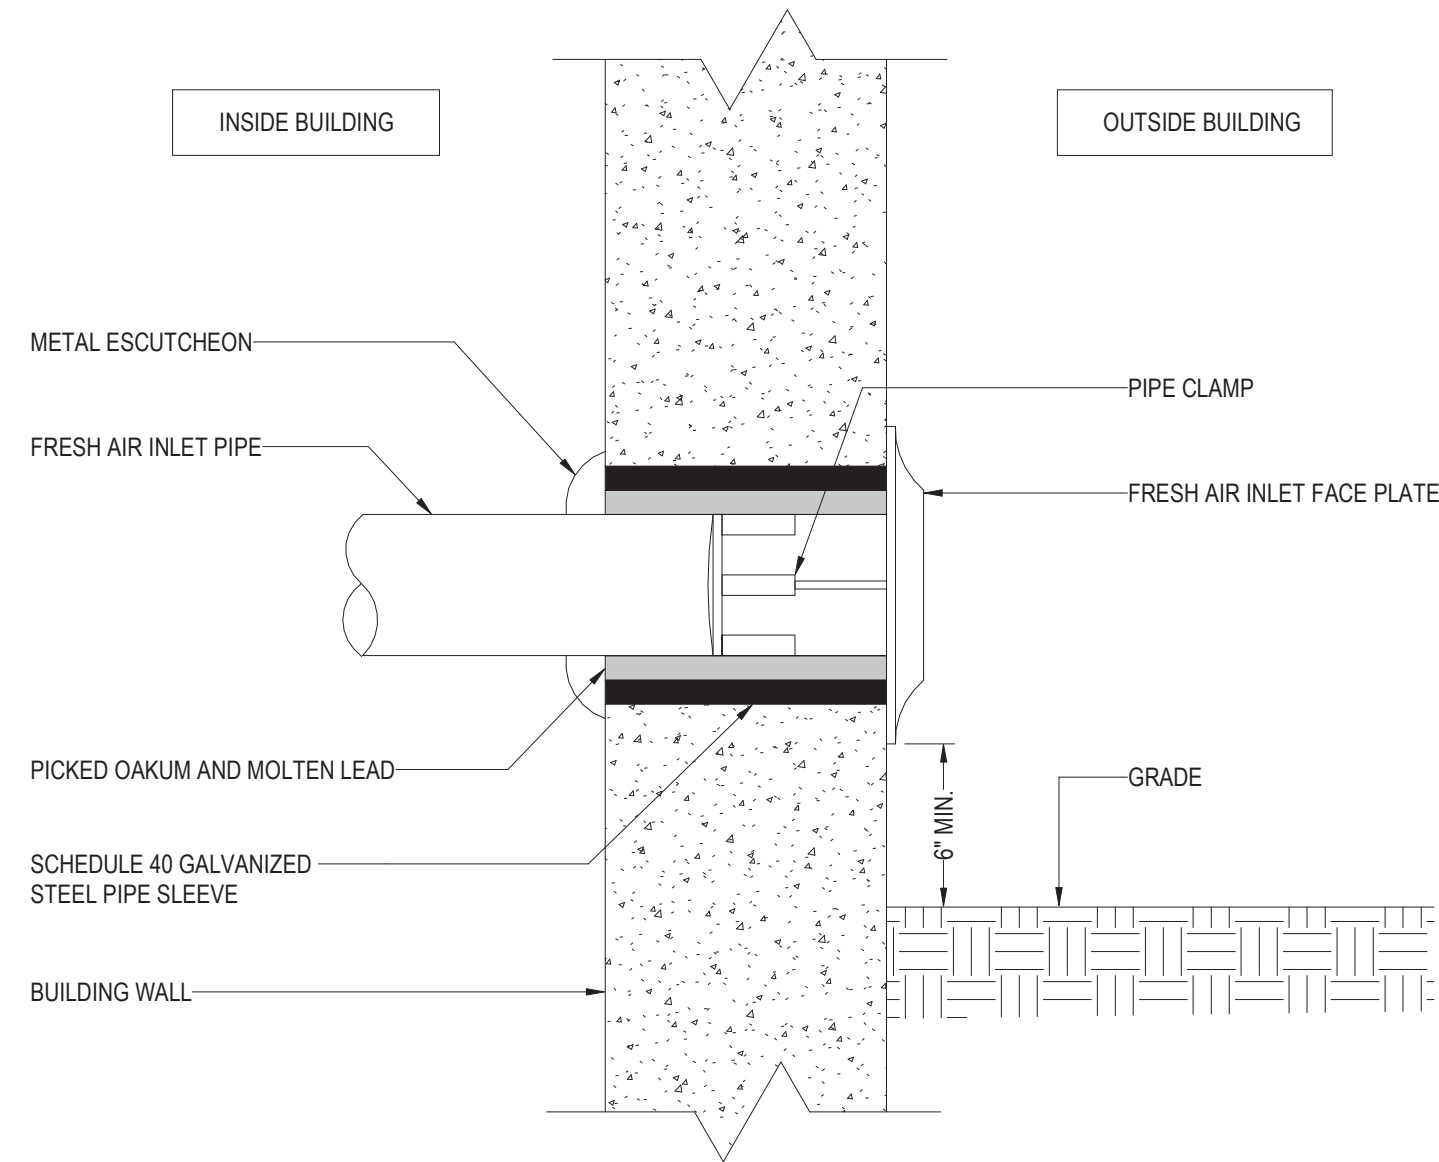 INSIDE BUILDING
OUTSIDE BUILDING
METAL ESCUTCHEON
PIPE CLAMP
FRESH AIR INLET PIPE
FRESH AIR INLET FACE PLATE
PICKED OAKUM AND MOLTEN LEAD
GRADE
6" MIN.
SCHEDULE 40 GALVANIZED
STEEL PIPE SLEEVE
BUILDING WALL